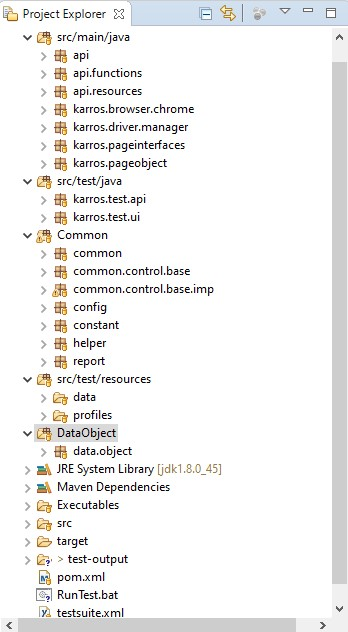 Project Explorer
src/main/java
api
api.functions
api.resources
karros.browser.chrome
karros.driver.manager
karros.pageinterfaces
karros.pageobject
src/test/java
karros.test.api
karros.test.ui
Common
common
common.control.base
common.control.base.imp
config
constant
helper
report
src/test/resources
data
profiles
DataObject
data.object
JRE System Library [jdk1.8.0_45]
Maven Dependencies
Executables
src
target
> test-output
pom.xml
RunTest.bat
testsuite.xml